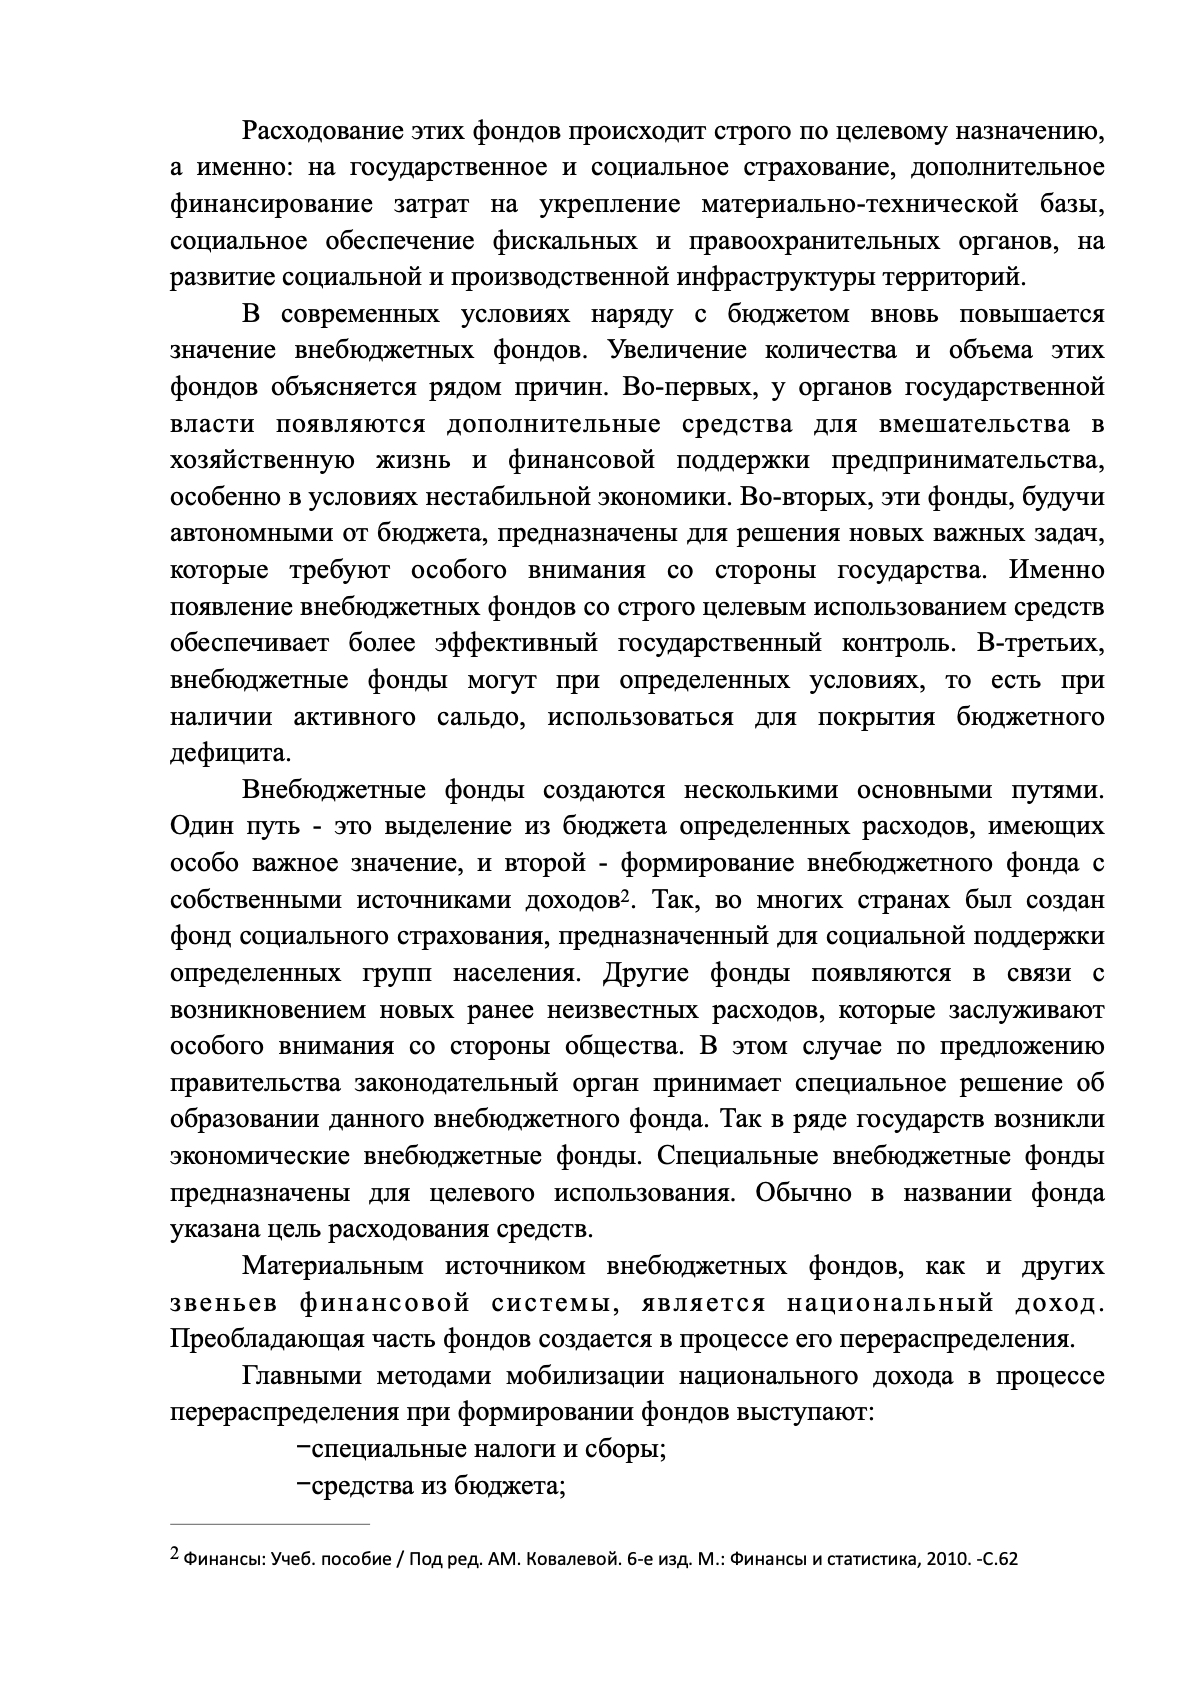 Расходование этих фондов происходит строго по целевому назначению,
а именно: на государственное и социальное страхование, дополнительное
финансирование затрат на укрепление материально-технической базы,
социальное обеспечение фискальных и правоохранительных органов, на
развитие социальной и производственной инфраструктуры территорий.
В современных условиях наряду с бюджетом вновь повышается
значение внебюджетных фондов. Увеличение количества и объема этих
фондов объясняется рядом причин. Во-первых, у органов государственной
власти появляются дополнительные средства для вмешательства в
хозяйственную жизнь и финансовой поддержки предпринимательства,
особенно в условиях нестабильной экономики. Во-вторых, эти фонды, будучи
автономными от бюджета, предназначены для решения новых важных задач,
которые требуют особого внимания со стороны государства. Именно
появление внебюджетных фондов со строго целевым использованием средств
обеспечивает более эффективный государственный контроль. В-третьих,
внебюджетные фонды могут при определенных условиях, то есть при
наличии активного сальдо, использоваться для покрытия бюджетного
дефицита.
Внебюджетные фонды создаются несколькими основными путями.
Один путь - это выделение из бюджета определенных расходов, имеющих
особо важное значение, и второй - формирование внебюджетного фонда с
собственными источниками доходов2. Так, во многих странах был создан
фонд социального страхования, предназначенный для социальной поддержки
определенных групп населения. Другие фонды появляются в связи с
возникновением новых ранее неизвестных расходов, которые заслуживают
особого внимания со стороны общества. В этом случае по предложению
правительства законодательный орган принимает специальное решение об
образовании данного внебюджетного фонда. Так в ряде государств возникли
экономические внебюджетные фонды. Специальные внебюджетные фонды
предназначены для целевого использования. Обычно в названии фонда
указана цель расходования средств.
Материальным источником внебюджетных фондов, как и других
звеньев финансовой системы, является национальный доход.
Преобладающая часть фондов создается в процессе его перераспределения.
Главными методами мобилизации национального дохода в процессе
перераспределения при формировании фондов выступают:
−специальные налоги и сборы;
−средства из бюджета;
2 Финансы: Учеб. пособие / Под ред. АМ. Ковалевой. 6-е изд. М.: Финансы и статистика, 2010. -С.62